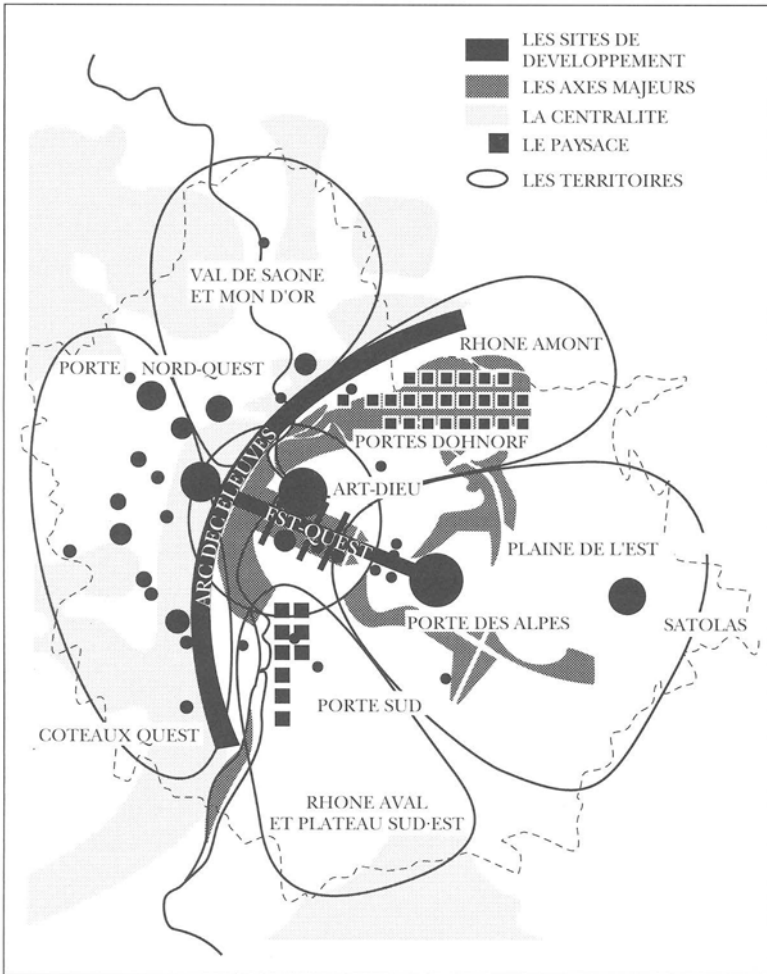 LES SITES DE
DEVELOPPEMENT
LES AXES MAJEURS
LA CENTRALITE
LE PAYSACE
LES TERRITOIRES
VAL DE SAONE
ET MON D'OR
PORTE NORD-QUEST
RHONE AMONT
PORTES DOHNORF
ARC DEC ELEUVES
ART-DIEU
FST-QUEST
PLAINE DE L'EST
PORTE DES ALPES
SATOLAS
PORTE SUD
COTEAUX QUEST
RHONE AVAL
ET PLATEAU SUD·EST